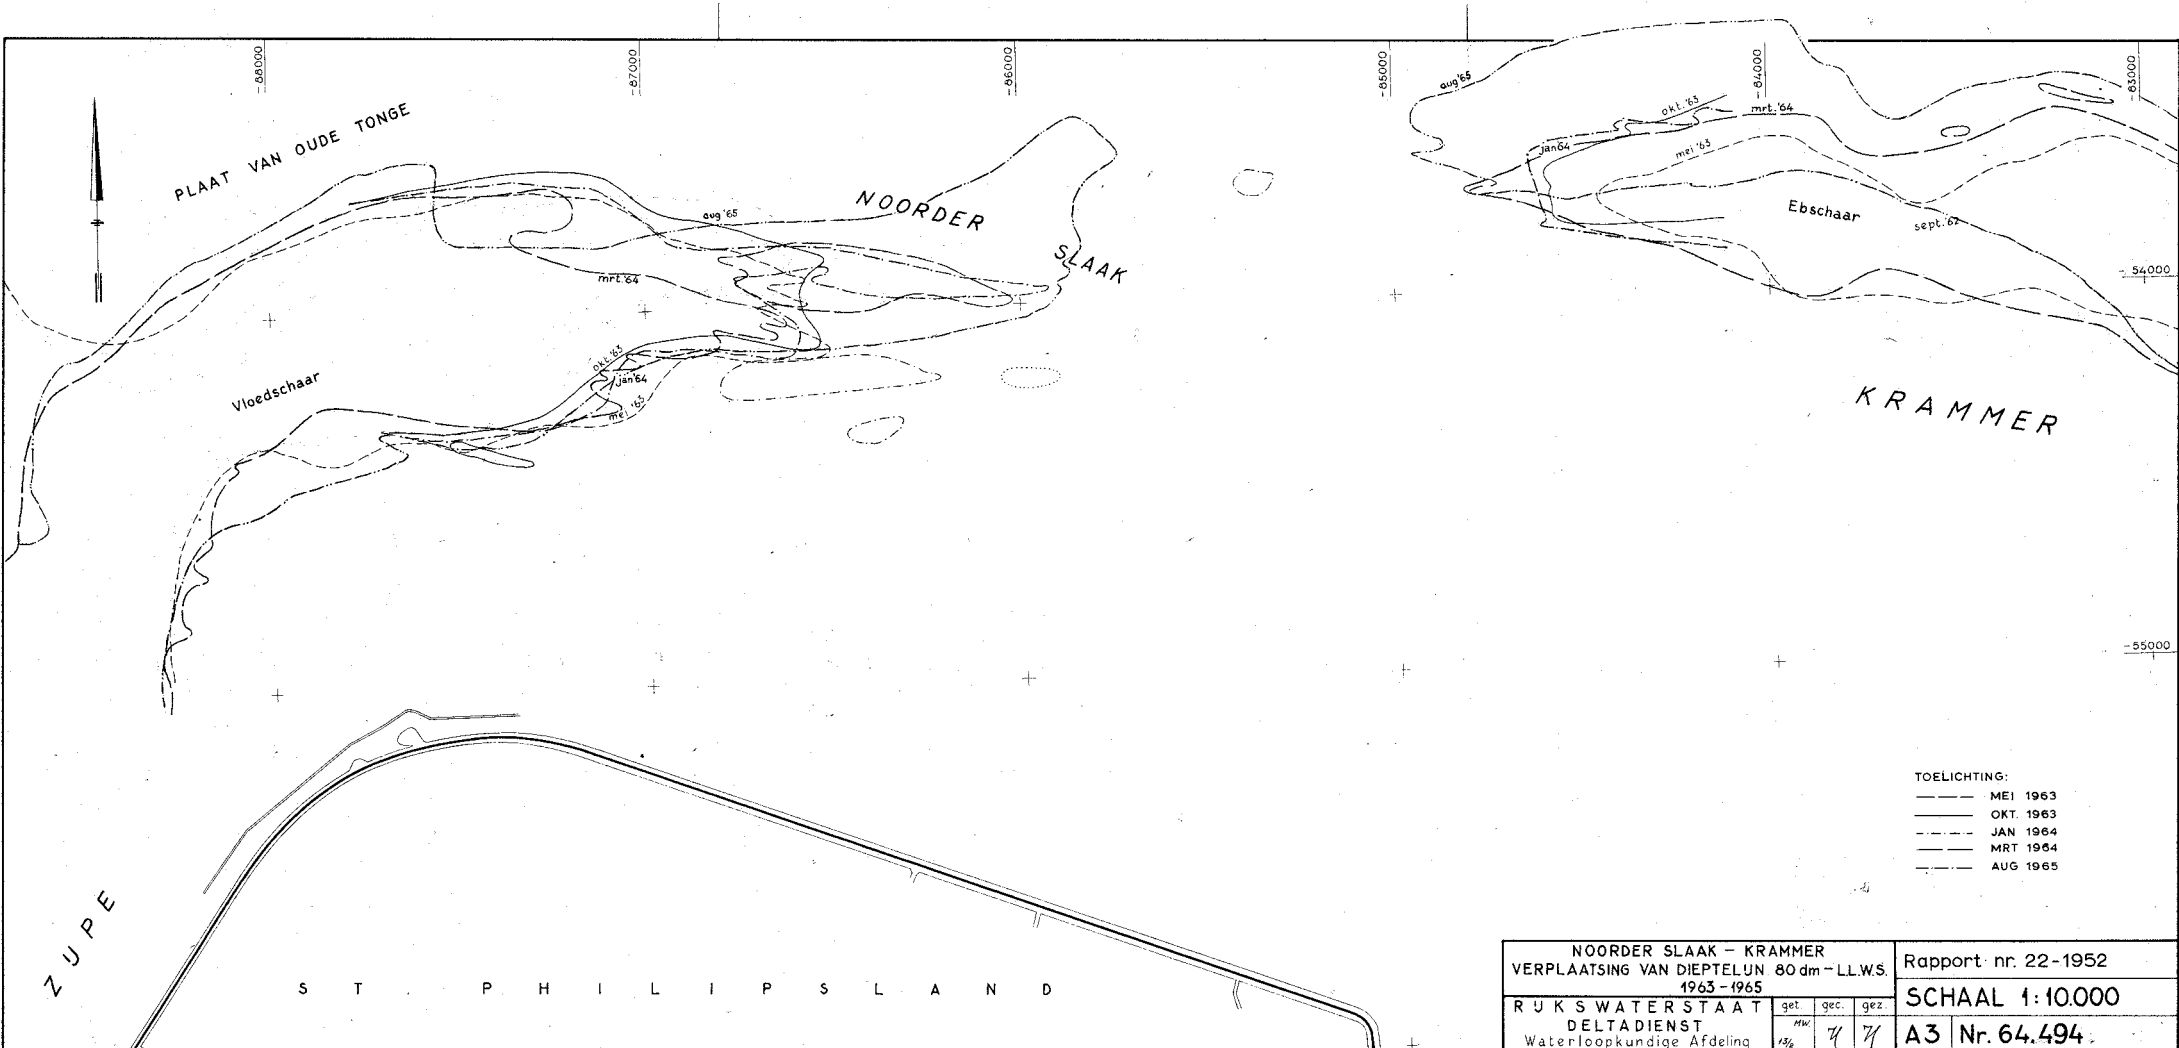 -88000
-87000
-86000
-85000
-84000
-83000
aug'65
okt.'63
mrt.'64
jan'64
mei '63
PLAAT VAN OUDE TONGE
NOORDER
SLAAK
aug '65
mrt.'64
Ebschaar
sept. 62
-54000
okt.'63
jan'64
mei '63
Vloedschaar
KRAMMER
-55000
TOELICHTING:
MEI 1963
OKT. 1963
JAN 1964
MRT 1964
AUG 1965
ZIJPE
ST. PHILIPSLAND
NOORDER SLAAK - KRAMMER
VERPLAATSING VAN DIEPTELIJN 80 dm - L.L.W.S.
1963 - 1965
RIJKSWATERSTAAT
DELTADIENST
Waterloopkundige Afdeling
get. gec. gez.
MW.
Rapport nr. 22-1952
SCHAAL 1:10.000
A3 Nr. 64.494